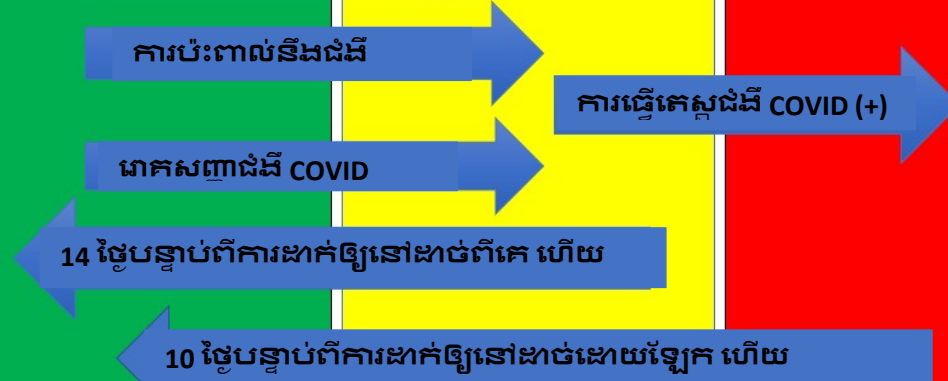 ការប៉ះពាល់នឹងជំងឺ
ការធ្វើតេស្តជំងឺ COVID (+)
រោគសញ្ញាជំងឺ COVID
14 ថ្ងៃបន្ទាប់ពីការដាក់ឲ្យនៅដាច់ពីគេ ហើយ
10 ថ្ងៃបន្ទាប់ពីការដាក់ឲ្យនៅដាច់ដោយឡែក ហើយ